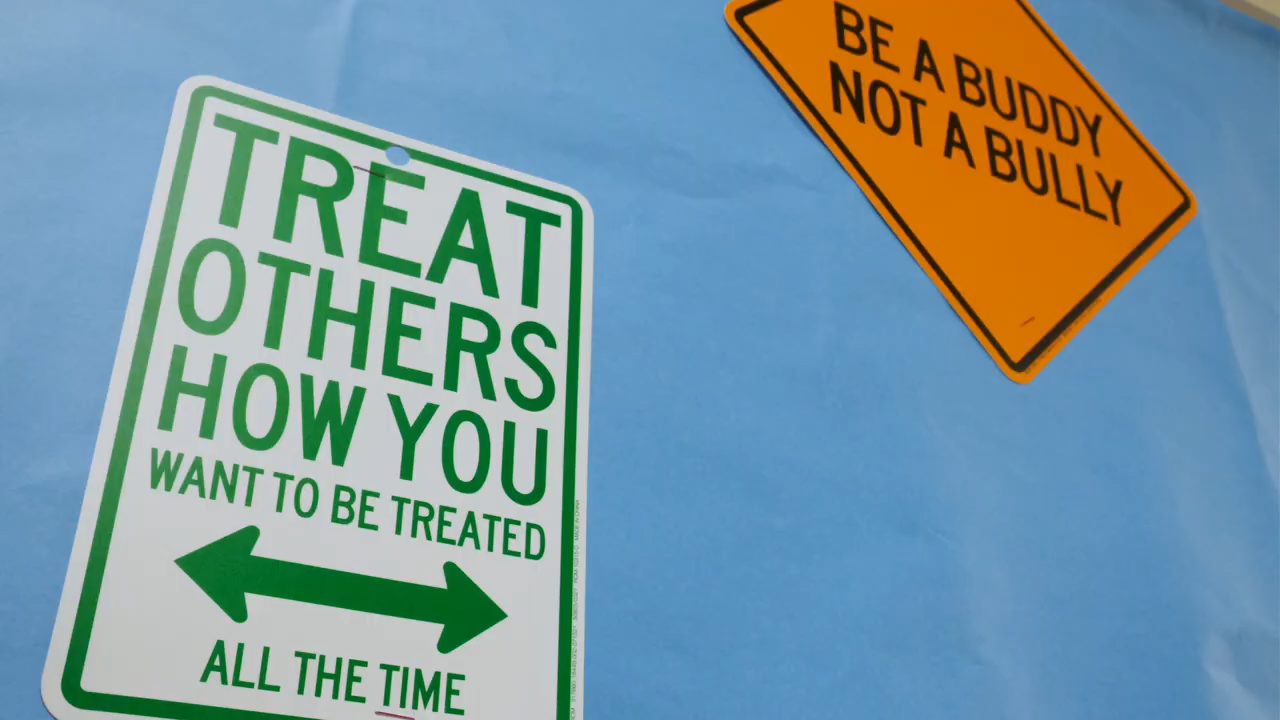 TREAT
OTHERS
HOW YOU
WANT TO BE TREATED
ALL THE TIME
BE A BUDDY
NOT A BULLY